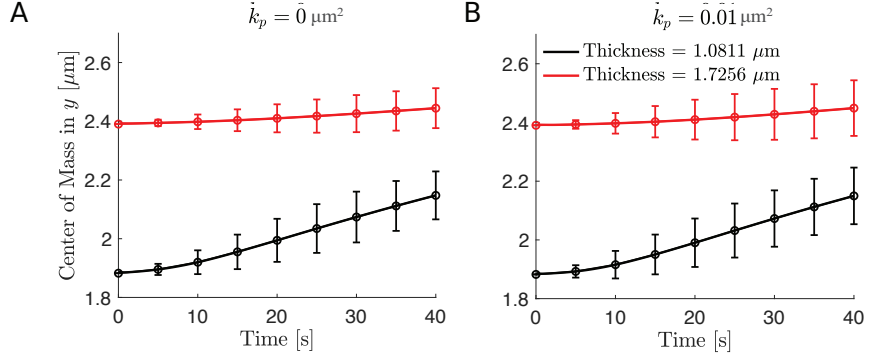 A
k̇p = 0 μm²
B
k̇p = 0.01 μm²
Center of Mass in y [μm]
2.6
2.4
2.2
2
1.8
0 10 20 30 40
Time [s]
Thickness = 1.0811 μm
Thickness = 1.7256 μm
2.6
2.4
2.2
2
1.8
0 10 20 30 40
Time [s]